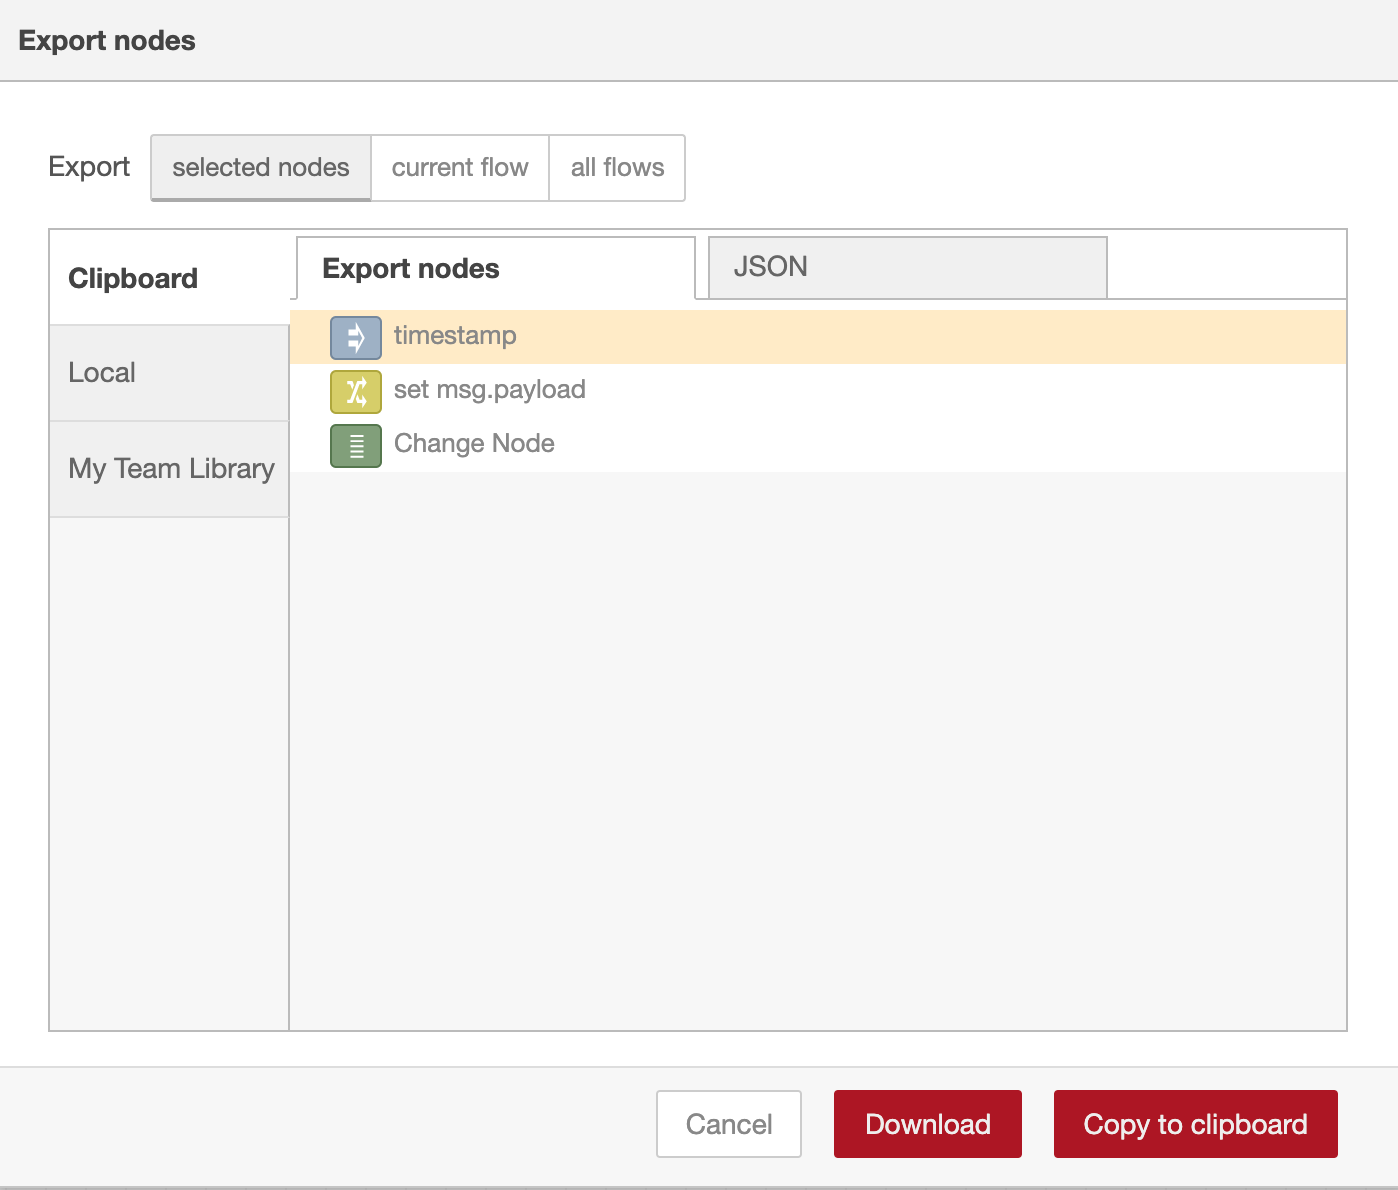 Export nodes
Export selected nodes current flow all flows
Clipboard
Local
My Team Library
Export nodes JSON
timestamp
set msg.payload
Change Node
Cancel Download Copy to clipboard